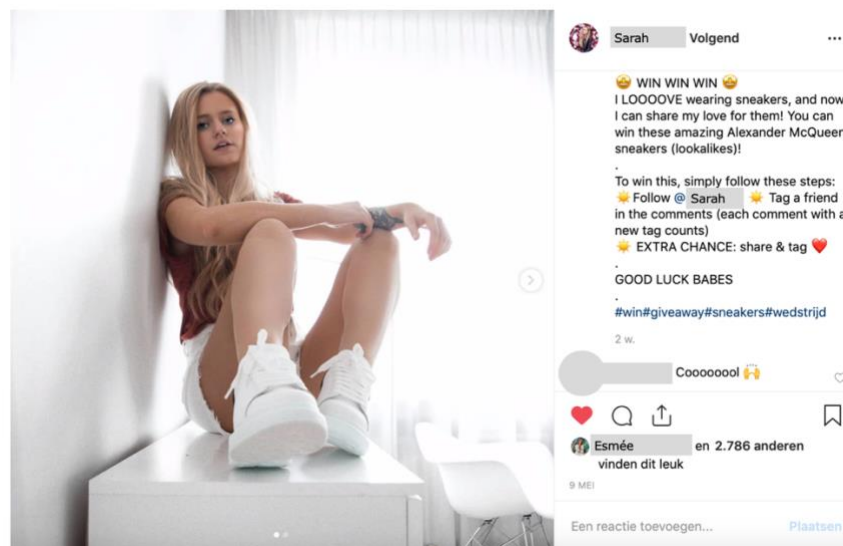 Sarah Volgend
🤩 WIN WIN WIN 🤩
I LOOOOVE wearing sneakers, and now
I can share my love for them! You can
win these amazing Alexander McQueen
sneakers (lookalikes)!
.
To win this, simply follow these steps:
☀️ Follow @ Sarah ☀️ Tag a friend
in the comments (each comment with a
new tag counts)
☀️ EXTRA CHANCE: share & tag ❤️
.
GOOD LUCK BABES
.
#win#giveaway#sneakers#wedstrijd
2 w.
Coooooool 🙌
Esmée en 2.786 anderen
vinden dit leuk
9 MEI
Een reactie toevoegen... Plaatsen